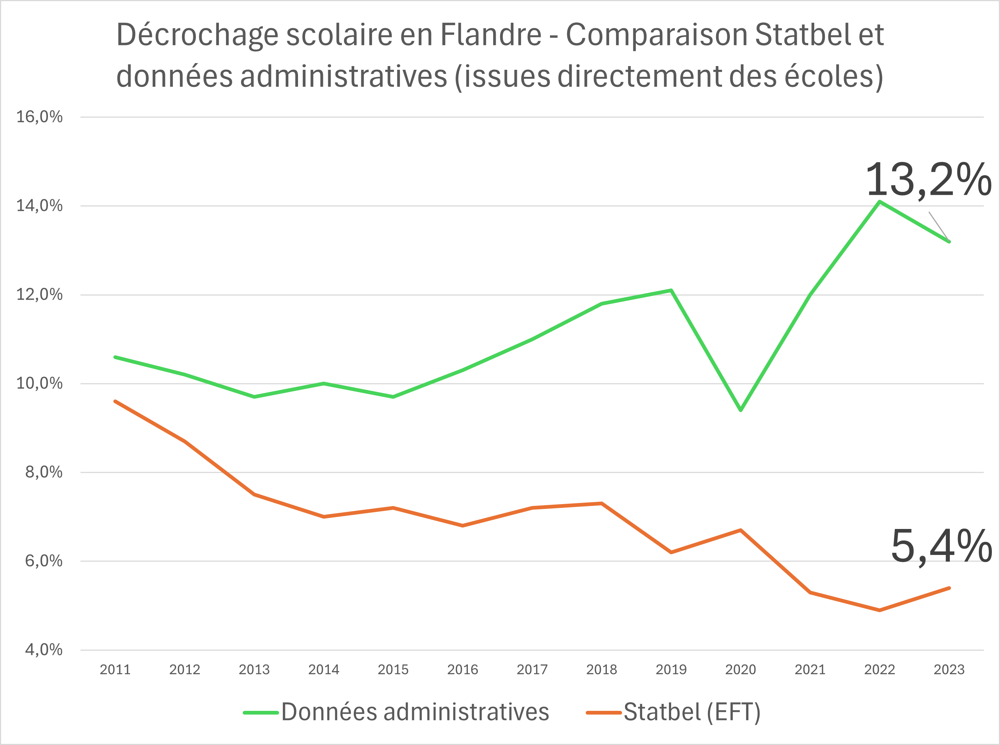 Décrochage scolaire en Flandre - Comparaison Statbel et
données administratives (issues directement des écoles)
16,0%
14,0%
12,0%
10,0%
8,0%
6,0%
4,0%
13,2%
5,4%
2011 2012 2013 2014 2015 2016 2017 2018 2019 2020 2021 2022 2023
Données administratives Statbel (EFT)